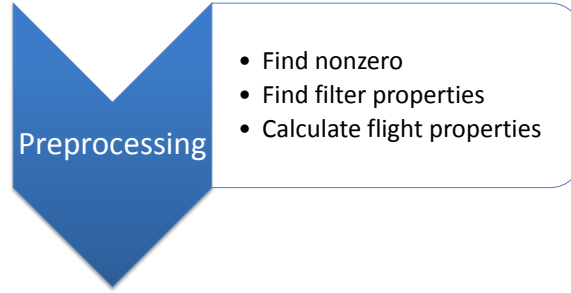 Preprocessing
• Find nonzero
• Find filter properties
• Calculate flight properties